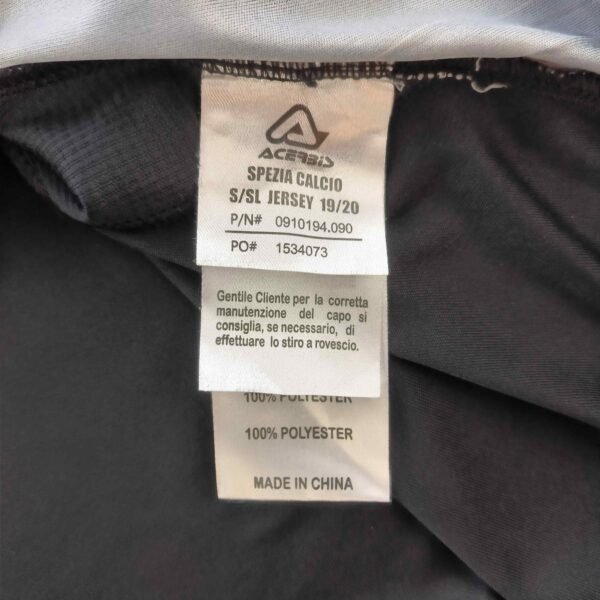 ACERBIS
SPEZIA CALCIO
S/SL JERSEY 19/20
P/N# 0910194.090
PO# 1534073
Gentile Cliente per la corretta
manutenzione del capo si
consiglia, se necessario, di
effettuare lo stiro a rovescio.
100% POLYESTER
100% POLYESTER
MADE IN CHINA